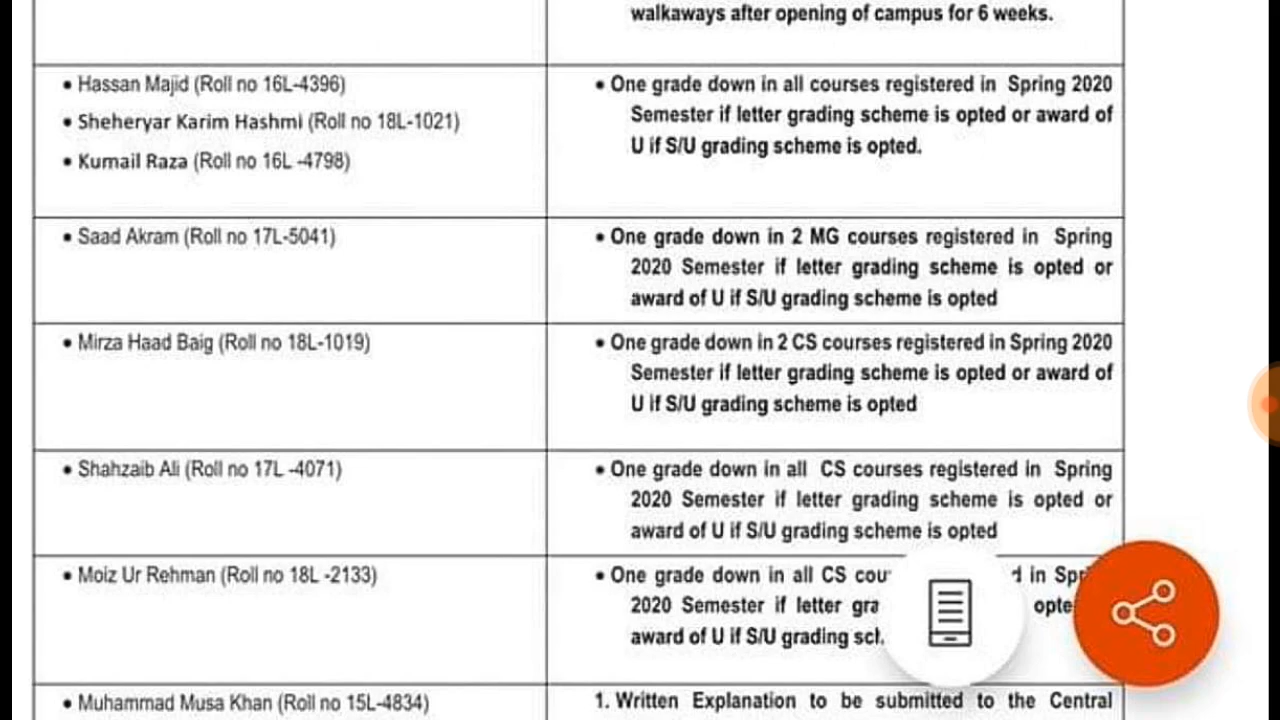 walkaways after opening of campus for 6 weeks.
• Hassan Majid (Roll no 16L-4396)
• Sheheryar Karim Hashmi (Roll no 18L-1021)
• Kumail Raza (Roll no 16L -4798)
• One grade down in all courses registered in Spring 2020
Semester if letter grading scheme is opted or award of
U if S/U grading scheme is opted.
• Saad Akram (Roll no 17L-5041)
• One grade down in 2 MG courses registered in Spring
2020 Semester if letter grading scheme is opted or
award of U if S/U grading scheme is opted
• Mirza Haad Baig (Roll no 18L-1019)
• One grade down in 2 CS courses registered in Spring 2020
Semester if letter grading scheme is opted or award of
U if S/U grading scheme is opted
• Shahzaib Ali (Roll no 17L -4071)
• One grade down in all CS courses registered in Spring
2020 Semester if letter grading scheme is opted or
award of U if S/U grading scheme is opted
• Moiz Ur Rehman (Roll no 18L -2133)
• One grade down in all CS in
2020 Semester if letter
award of U if S/U grading
• Muhammad Musa Khan (Roll no 15L-4834)
1. Written Explanation to be submitted to the Central